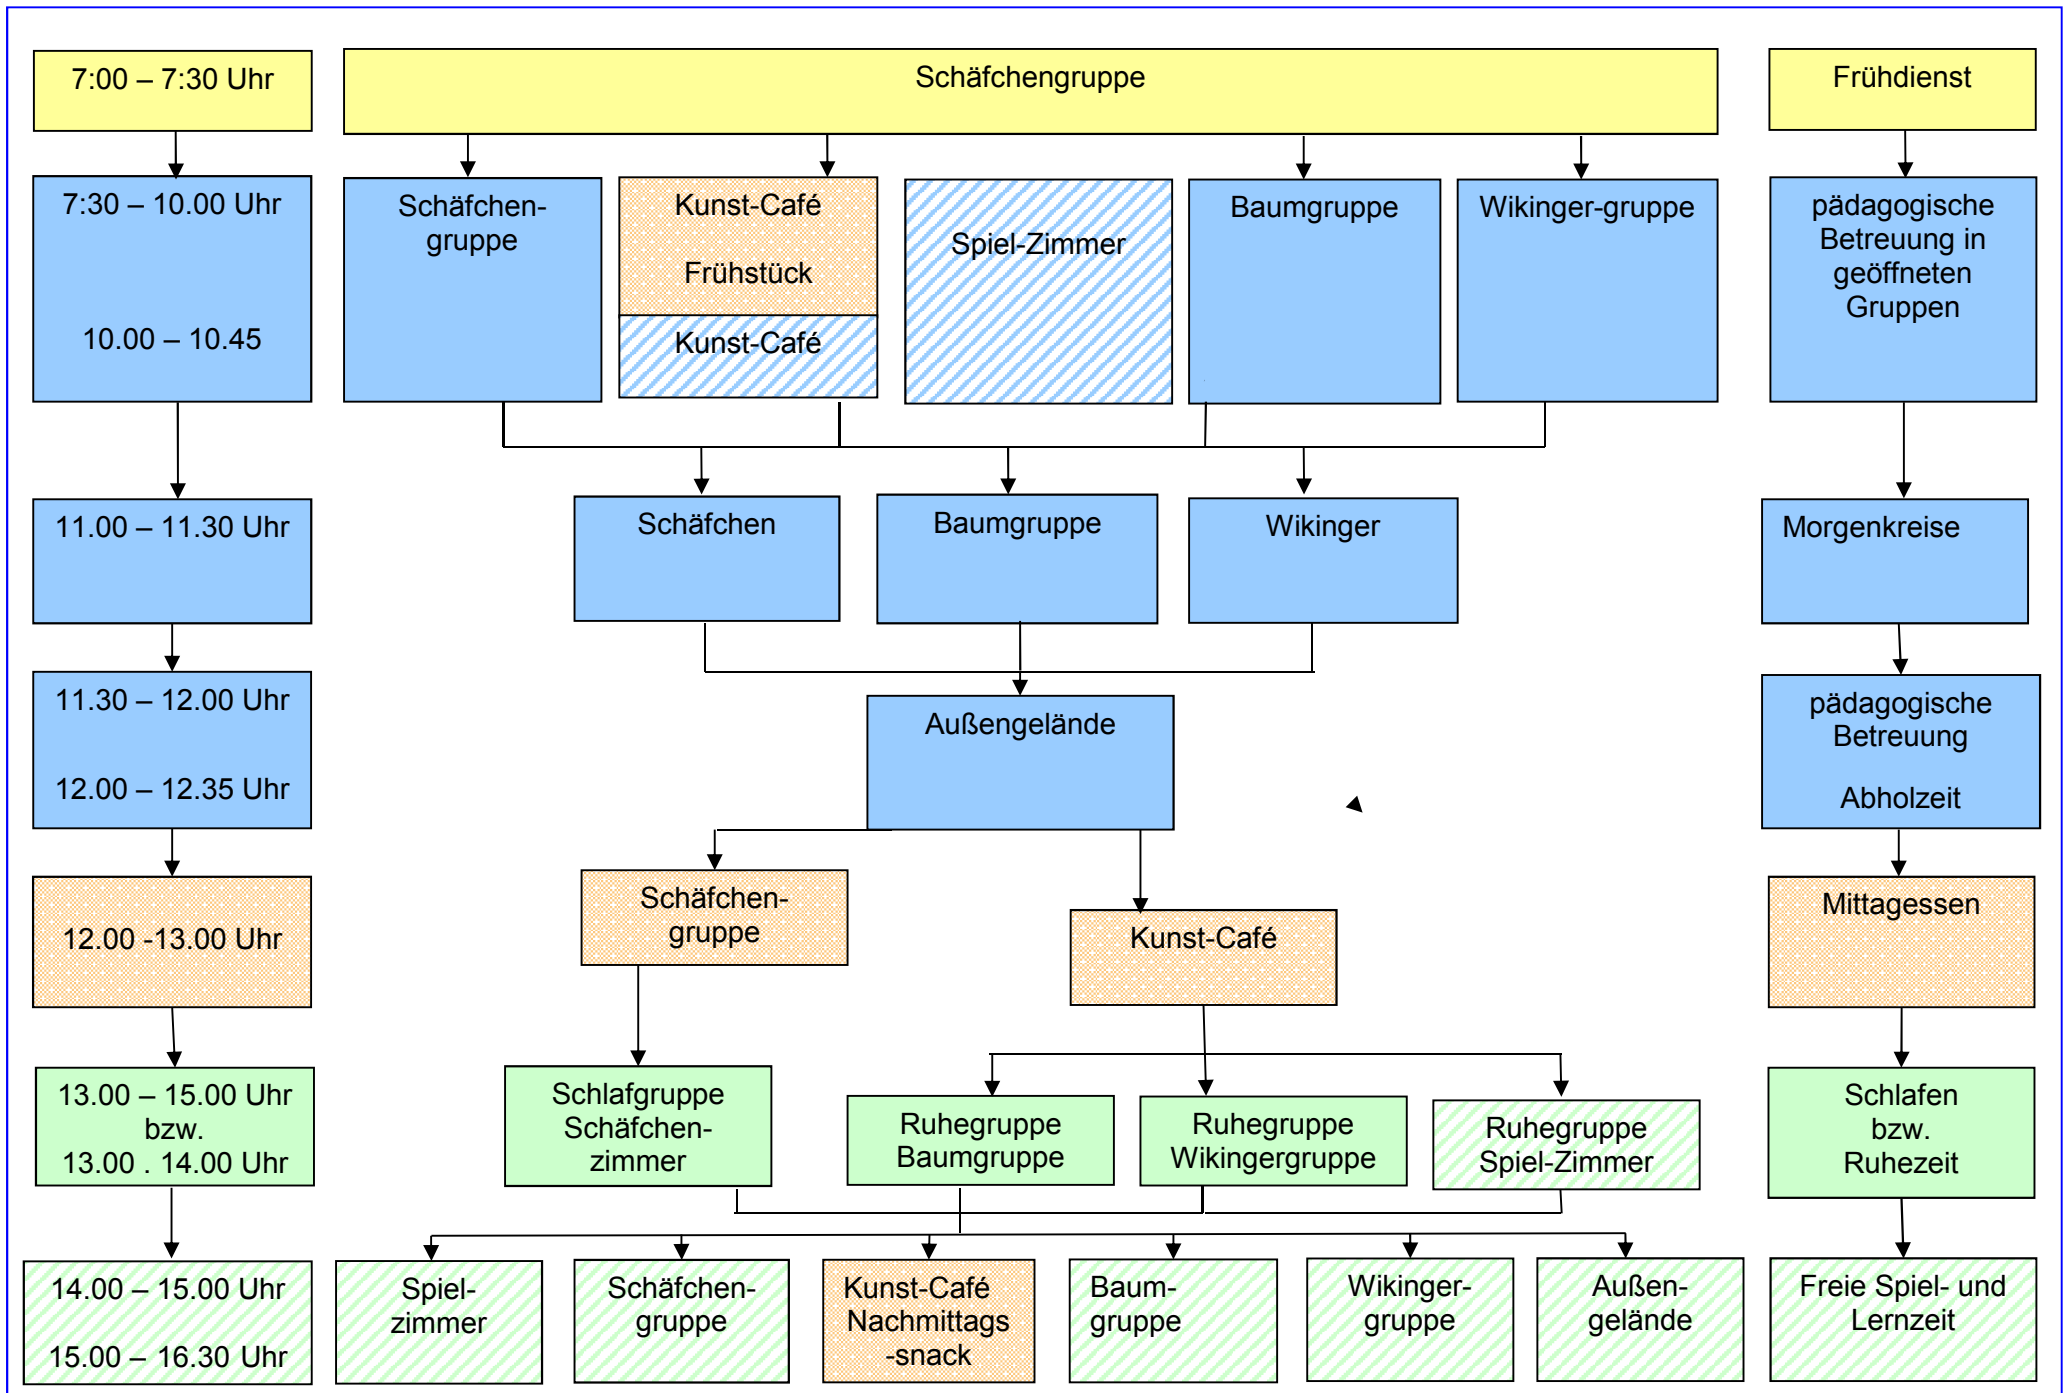 7:00 – 7:30 Uhr
Schäfchengruppe
Frühdienst
7:30 – 10.00 Uhr
10.00 – 10.45
Schäfchen-
gruppe
Kunst-Café
Frühstück
Kunst-Café
Spiel-Zimmer
Baumgruppe
Wikinger-gruppe
pädagogische
Betreuung in
geöffneten
Gruppen
11.00 – 11.30 Uhr
Schäfchen
Baumgruppe
Wikinger
Morgenkreise
11.30 – 12.00 Uhr
12.00 – 12.35 Uhr
Außengelände
pädagogische
Betreuung
Abholzeit
12.00 -13.00 Uhr
Schäfchen-
gruppe
Kunst-Café
Mittagessen
13.00 – 15.00 Uhr
bzw.
13.00 . 14.00 Uhr
Schlafgruppe
Schäfchen-
zimmer
Ruhegruppe
Baumgruppe
Ruhegruppe
Wikingergruppe
Ruhegruppe
Spiel-Zimmer
Schlafen
bzw.
Ruhezeit
14.00 – 15.00 Uhr
15.00 – 16.30 Uhr
Spiel-
zimmer
Schäfchen-
gruppe
Kunst-Café
Nachmittags
-snack
Baum-
gruppe
Wikinger-
gruppe
Außen-
gelände
Freie Spiel- und
Lernzeit